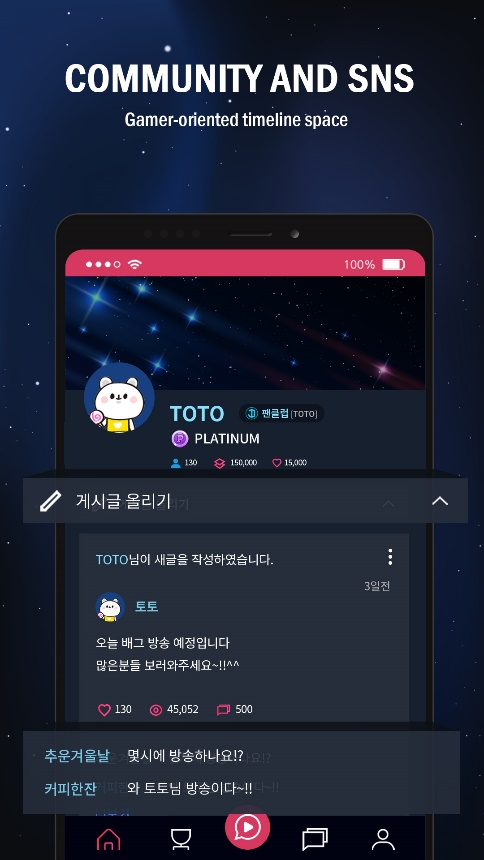 COMMUNITY AND SNS
Gamer-oriented timeline space
100%
TOTO 팬클럽 [TOTO]
PLATINUM
130 150,000 15,000
게시글 올리기
TOTO님이 새글을 작성하였습니다.
3일전
토토
오늘 배그 방송 예정입니다
많은분들 보러와주세요~!!^^
130 45,052 500
추운겨울날 몇시에 방송하나요!?
커피한잔 와 토토님 방송이다~!!